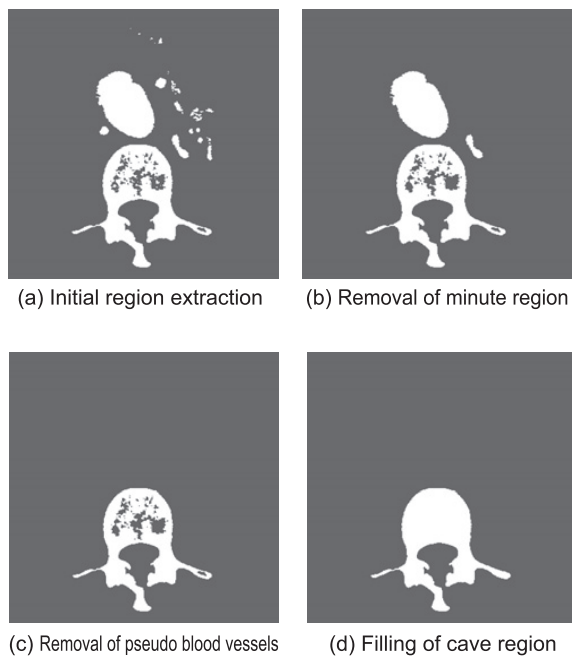 (a) Initial region extraction
(b) Removal of minute region
(c) Removal of pseudo blood vessels
(d) Filling of cave region